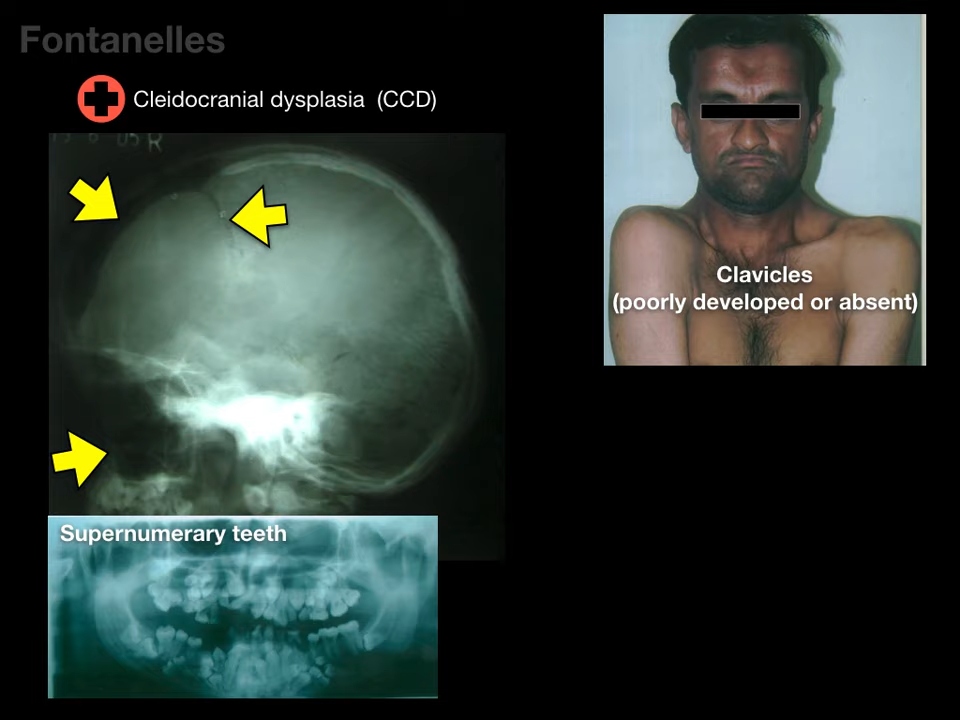 Fontanelles
Cleidocranial dysplasia (CCD)
R
Clavicles
(poorly developed or absent)
Supernumerary teeth